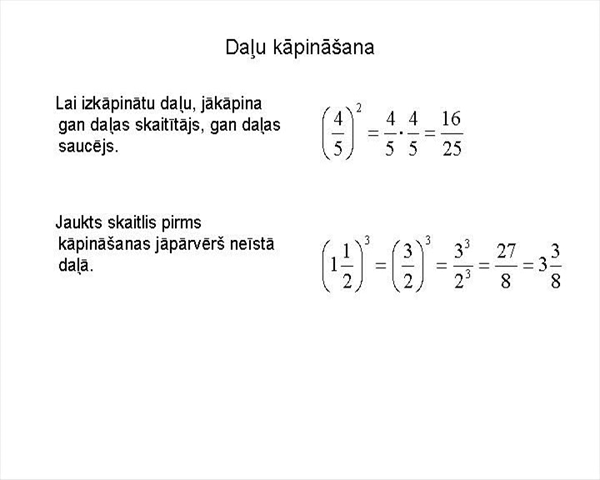 Daļu kāpināšana
Lai izkāpinātu daļu, jākāpina
gan daļas skaitītājs, gan daļas
saucējs.
(4/5)^2 = 4/5 · 4/5 = 16/25
Jaukts skaitlis pirms
kāpināšanas jāpārvērš neīstā
daļā.
(1 1/2)^3 = (3/2)^3 = 3^3/2^3 = 27/8 = 3 3/8